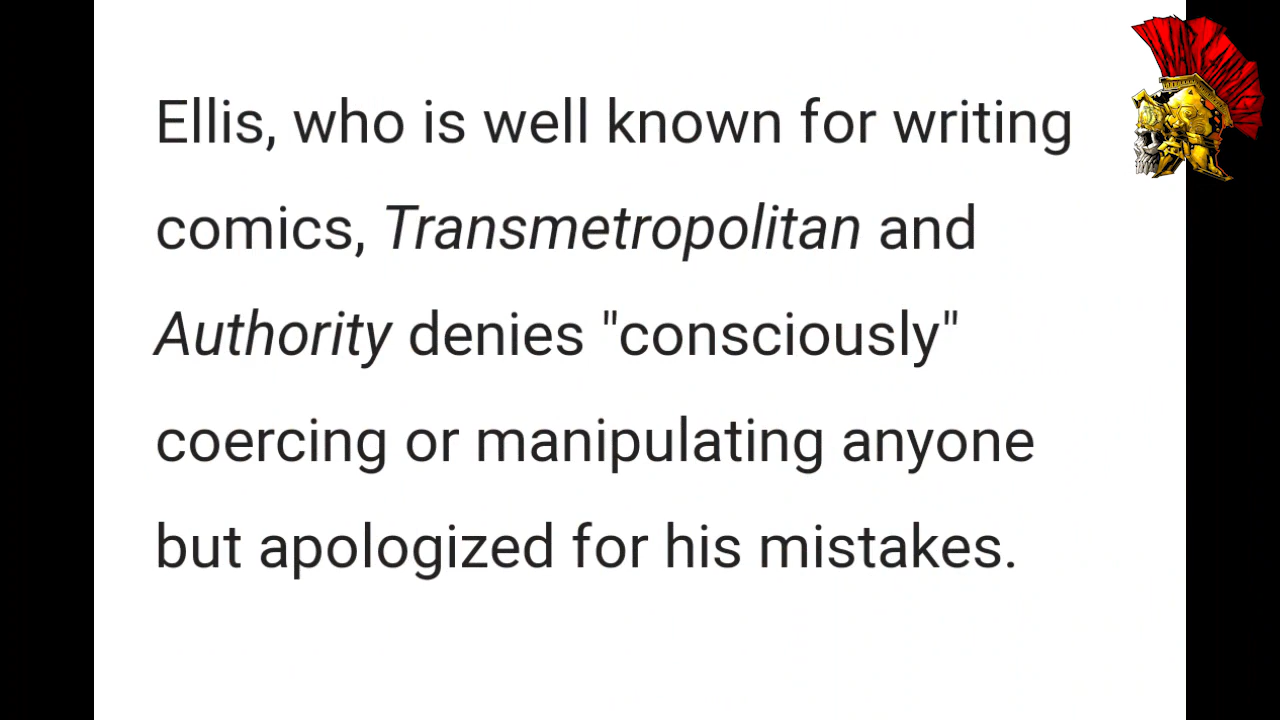 Ellis, who is well known for writing
comics, Transmetropolitan and
Authority denies "consciously"
coercing or manipulating anyone
but apologized for his mistakes.